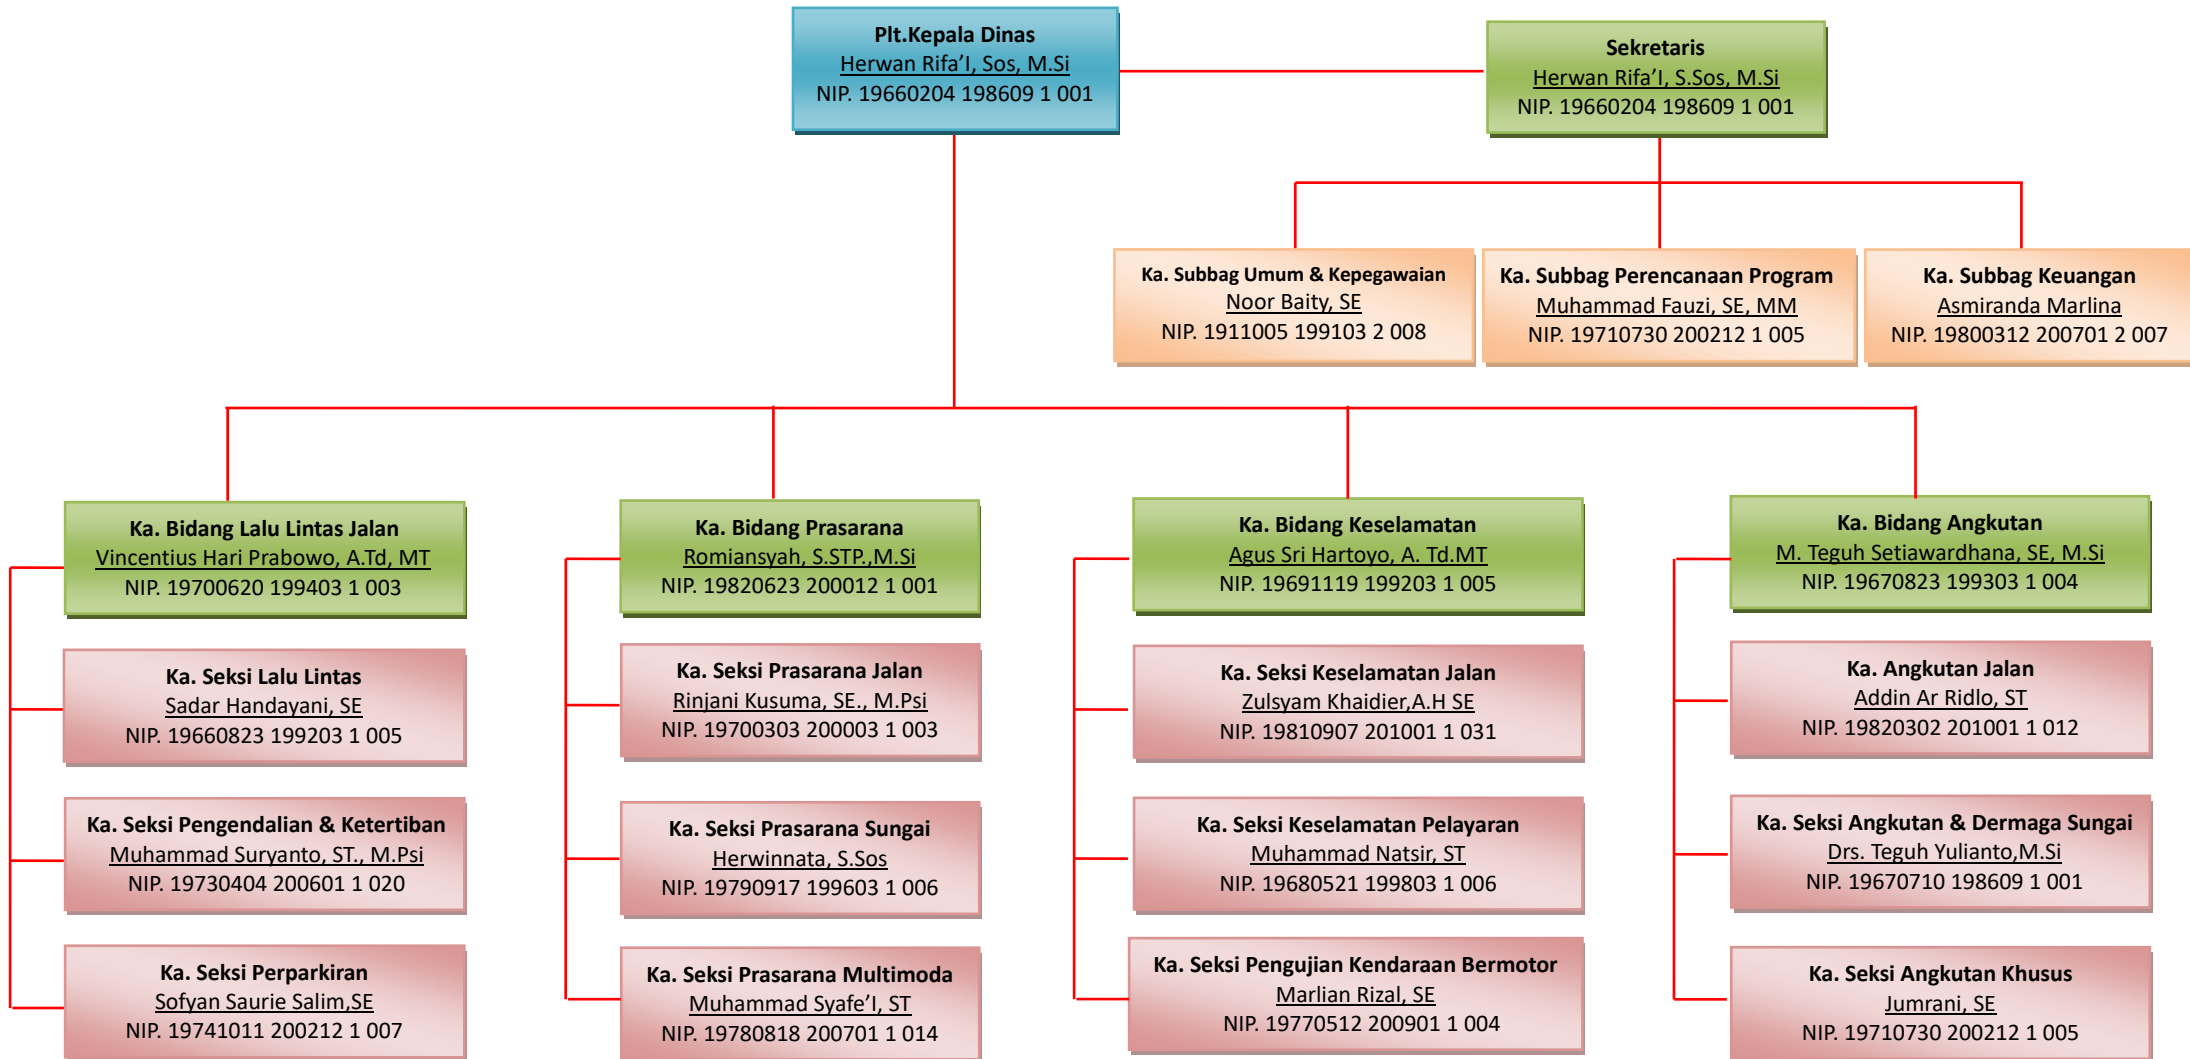 Plt.Kepala Dinas
Herwan Rifa’I, Sos, M.Si
NIP. 19660204 198609 1 001
Sekretaris
Herwan Rifa’I, S.Sos, M.Si
NIP. 19660204 198609 1 001
Ka. Subbag Umum & Kepegawaian
Noor Baity, SE
NIP. 1911005 199103 2 008
Ka. Subbag Perencanaan Program
Muhammad Fauzi, SE, MM
NIP. 19710730 200212 1 005
Ka. Subbag Keuangan
Asmiranda Marlina
NIP. 19800312 200701 2 007
Ka. Bidang Lalu Lintas Jalan
Vincentius Hari Prabowo, A.Td, MT
NIP. 19700620 199403 1 003
Ka. Seksi Lalu Lintas
Sadar Handayani, SE
NIP. 19660823 199203 1 005
Ka. Seksi Pengendalian & Ketertiban
Muhammad Suryanto, ST., M.Psi
NIP. 19730404 200601 1 020
Ka. Seksi Perparkiran
Sofyan Saurie Salim,SE
NIP. 19741011 200212 1 007
Ka. Bidang Prasarana
Romiansyah, S.STP.,M.Si
NIP. 19820623 200012 1 001
Ka. Seksi Prasarana Jalan
Rinjani Kusuma, SE., M.Psi
NIP. 19700303 200003 1 003
Ka. Seksi Prasarana Sungai
Herwinnata, S.Sos
NIP. 19790917 199603 1 006
Ka. Seksi Prasarana Multimoda
Muhammad Syafe’I, ST
NIP. 19780818 200701 1 014
Ka. Bidang Keselamatan
Agus Sri Hartoyo, A. Td.MT
NIP. 19691119 199203 1 005
Ka. Seksi Keselamatan Jalan
Zulsyam Khaidier,A.H SE
NIP. 19810907 201001 1 031
Ka. Seksi Keselamatan Pelayaran
Muhammad Natsir, ST
NIP. 19680521 199803 1 006
Ka. Seksi Pengujian Kendaraan Bermotor
Marlian Rizal, SE
NIP. 19770512 200901 1 004
Ka. Bidang Angkutan
M. Teguh Setiawardhana, SE, M.Si
NIP. 19670823 199303 1 004
Ka. Angkutan Jalan
Addin Ar Ridlo, ST
NIP. 19820302 201001 1 012
Ka. Seksi Angkutan & Dermaga Sungai
Drs. Teguh Yulianto,M.Si
NIP. 19670710 198609 1 001
Ka. Seksi Angkutan Khusus
Jumrani, SE
NIP. 19710730 200212 1 005